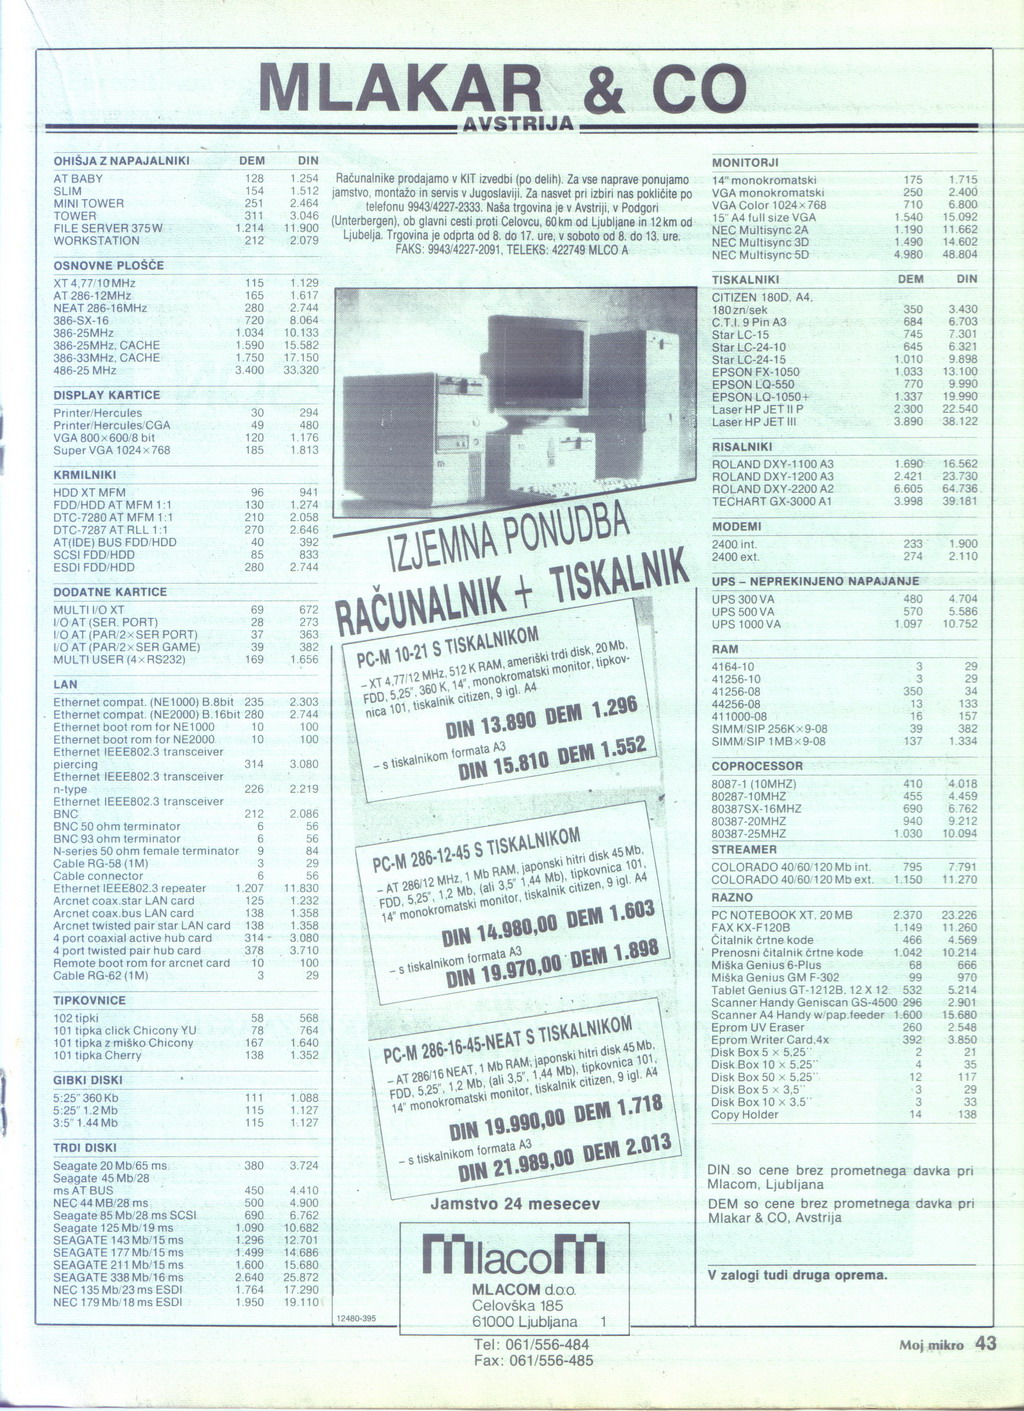 MLAKAR & CO
AVSTRIJA
OHIŠJA Z NAPAJALNIKI DEM DIN
AT BABY 128 1.254
SLIM 154 1.512
MINI TOWER 251 2.464
TOWER 311 3.046
FILE SERVER 375W 1.214 11.900
WORKSTATION 212 2.079
OSNOVNE PLOŠČE
XT 4,77/10 MHz 115 1.129
AT 286-12MHz 165 1.617
NEAT 286-16MHz 280 2.744
386-SX-16 720 8.064
386-25MHz 1.034 10.133
386-25MHz, CACHE 1.590 15.582
386-33MHz, CACHE 1.750 17.150
486-25 MHz 3.400 33.320
DISPLAY KARTICE
Printer/Hercules 30 294
Printer/Hercules/CGA 49 480
VGA 800×600/8 bit 120 1.176
Super VGA 1024×768 185 1.813
KRMILNIKI
HDD XT MFM 96 941
FDD/HDD AT MFM 1:1 130 1.274
DTC-7280 AT MFM 1:1 210 2.058
DTC-7287 AT RLL 1:1 270 2.646
AT(IDE) BUS FDD/HDD 40 392
SCSI FDD/HDD 85 833
ESDI FDD/HDD 280 2.744
DODATNE KARTICE
MULTI I/O XT 69 672
I/O AT (SER. PORT) 28 273
I/O AT (PAR/2×SER PORT) 37 363
I/O AT (PAR/2×SER GAME) 39 382
MULTI USER (4×RS232) 169 1.656
LAN
Ethernet compat. (NE1000) B.8bit 235 2.303
Ethernet compat. (NE2000) B.16bit 280 2.744
Ethernet boot rom for NE1000 10 100
Ethernet boot rom for NE2000 10 100
Ethernet IEEE802.3 transceiver
piercing 314 3.080
Ethernet IEEE802.3 transceiver
n-type 226 2.219
Ethernet IEEE802.3 transceiver
BNC 212 2.086
BNC 50 ohm terminator 6 56
BNC 93 ohm terminator 6 56
N-series 50 ohm female terminator 9 84
Cable RG-58 (1M) 3 29
Cable connector 6 56
Ethernet IEEE802.3 repeater 1.207 11.830
Arcnet coax.star LAN card 125 1.232
Arcnet coax.bus LAN card 138 1.358
Arcnet twisted pair star LAN card 138 1.358
4 port coaxial active hub card 314 3.080
4 port twisted pair hub card 378 3.710
Remote boot rom for arcnet card 10 100
Cable RG-62 (1M) 3 29
TIPKOVNICE
102 tipki 58 568
101 tipka click Chicony YU 78 764
101 tipka z miško Chicony 167 1.640
101 tipka Cherry 138 1.352
GIBKI DISKI
5:25" 360 Kb 111 1.088
5:25" 1.2 Mb 115 1.127
3:5" 1.44 Mb 115 1.127
TRDI DISKI
Seagate 20 Mb/65 ms 380 3.724
Seagate 45 Mb/28
ms AT BUS 450 4.410
NEC 44 MB/28 ms 500 4.900
Seagate 85 Mb/28 ms SCSI 690 6.762
Seagate 125 Mb/19 ms 1.090 10.682
SEAGATE 143 Mb/15 ms 1.296 12.701
SEAGATE 177 Mb/15 ms 1.499 14.686
SEAGATE 211 Mb/15 ms 1.600 15.680
SEAGATE 338 Mb/16 ms 2.640 25.872
NEC 135 Mb/23 ms ESDI 1.764 17.290
NEC 179 Mb/18 ms ESDI 1.950 19.110
Računalnike prodajamo v KIT izvedbi (po delih). Za vse naprave ponujamo
jamstvo, montažo in servis v Jugoslaviji. Za nasvet pri izbiri nas pokličite po
telefonu 9943/4227-2333. Naša trgovina je v Avstriji, v Podgori
(Unterbergen), ob glavni cesti proti Celovcu, 60 km od Ljubljane in 12 km od
Ljubelja. Trgovina je odprta od 8. do 17. ure, v soboto od 8. do 13. ure.
FAKS: 9943/4227-2091, TELEKS: 422749 MLCO A
IZJEMNA PONUDBA
RAČUNALNIK + TISKALNIK
PC-M 10-21 S TISKALNIKOM
– XT 4,77/12 MHz, 512 K RAM, ameriški trdi disk, 20 Mb,
FDD, 5,25", 360 K, 14", monokromatski monitor, tipkov-
nica 101, tiskalnik citizen, 9 igl. A4
DIN 13.890 DEM 1.296
– s tiskalnikom formata A3
DIN 15.810 DEM 1.552
PC-M 286-12-45 S TISKALNIKOM
– AT 286/12 MHz, 1 Mb RAM, japonski hitri disk 45 Mb,
FDD, 5,25", 1,2 Mb, (ali 3,5", 1,44 Mb), tipkovnica 101,
14" monokromatski monitor, tiskalnik citizen, 9 igl. A4
DIN 14.980,00 DEM 1.603
– s tiskalnikom formata A3
DIN 19.970,00 DEM 1.898
PC-M 286-16-45-NEAT S TISKALNIKOM
– AT 286/16 NEAT, 1 Mb RAM, japonski hitri disk 45 Mb,
FDD, 5,25", 1,2 Mb, (ali 3,5", 1,44 Mb), tipkovnica 101,
14" monokromatski monitor, tiskalnik citizen, 9 igl. A4
DIN 19.990,00 DEM 1.718
– s tiskalnikom formata A3
DIN 21.989,00 DEM 2.013
Jamstvo 24 mesecev
MlacoM
MLACOM d.o.o.
Celovška 185
61000 Ljubljana 1
12480-395
Tel: 061/556-484
Fax: 061/556-485
MONITORJI
14" monokromatski 175 1.715
VGA monokromatski 250 2.400
VGA Color 1024×768 710 6.800
15" A4 full size VGA 1.540 15.092
NEC Multisync 2A 1.190 11.662
NEC Multisync 3D 1.490 14.602
NEC Multisync 5D 4.980 48.804
TISKALNIKI DEM DIN
CITIZEN 180D, A4,
180 zn/sek 350 3.430
C.T.I. 9 Pin A3 684 6.703
Star LC-15 745 7.301
Star LC-24-10 645 6.321
Star LC-24-15 1.010 9.898
EPSON FX-1050 1.033 13.100
EPSON LQ-550 770 9.990
EPSON LQ-1050+ 1.337 19.990
Laser HP JET II P 2.300 22.540
Laser HP JET III 3.890 38.122
RISALNIKI
ROLAND DXY-1100 A3 1.690 16.562
ROLAND DXY-1200 A3 2.421 23.730
ROLAND DXY-2200 A2 6.605 64.736
TECHART GX-3000 A1 3.998 39.181
MODEMI
2400 int. 233 1.900
2400 ext. 274 2.110
UPS – NEPREKINJENO NAPAJANJE
UPS 300 VA 480 4.704
UPS 500 VA 570 5.586
UPS 1000 VA 1.097 10.752
RAM
4164-10 3 29
41256-10 3 29
41256-08 350 34
44256-08 13 133
411000-08 16 157
SIMM/SIP 256K×9-08 39 382
SIMM/SIP 1MB×9-08 137 1.334
COPROCESSOR
8087-1 (10MHZ) 410 4.018
80287-10MHZ 455 4.459
80387SX-16MHZ 690 6.762
80387-20MHZ 940 9.212
80387-25MHZ 1.030 10.094
STREAMER
COLORADO 40/60/120 Mb int. 795 7.791
COLORADO 40/60/120 Mb ext. 1.150 11.270
RAZNO
PC NOTEBOOK XT, 20 MB 2.370 23.226
FAX KX-F120B 1.149 11.260
Čitalnik črtne kode 466 4.569
Prenosni čitalnik črtne kode 1.042 10.214
Miška Genius 6-Plus 68 666
Miška Genius GM F-302 99 970
Tablet Genius GT-1212B, 12 X 12 532 5.214
Scanner Handy Geniscan GS-4500 296 2.901
Scanner A4 Handy w/pap.feeder 1.600 15.680
Eprom UV Eraser 260 2.548
Eprom Writer Card,4x 392 3.850
Disk Box 5 x 5,25" 2 21
Disk Box 10 x 5,25 4 35
Disk Box 50 x 5,25" 12 117
Disk Box 5 x 3,5" 3 29
Disk Box 10 x 3.5" 3 33
Copy Holder 14 138
DIN so cene brez prometnega davka pri
Mlacom, Ljubljana
DEM so cene brez prometnega davka pri
Mlakar & CO, Avstrija
V zalogi tudi druga oprema.
Moj mikro 43